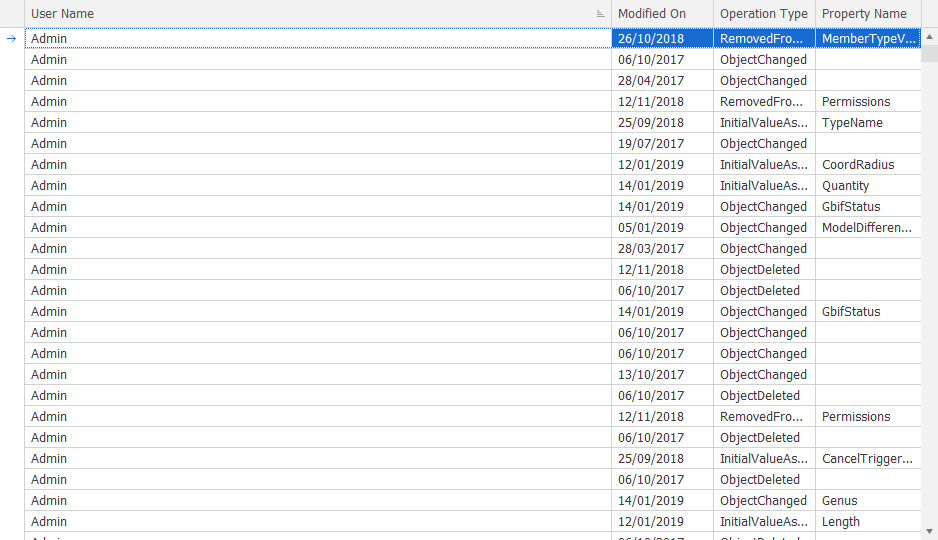 User Name Modified On Operation Type Property Name
Admin 26/10/2018 RemovedFro... MemberTypeV...
Admin 06/10/2017 ObjectChanged
Admin 28/04/2017 ObjectChanged
Admin 12/11/2018 RemovedFro... Permissions
Admin 25/09/2018 InitialValueAs... TypeName
Admin 19/07/2017 ObjectChanged
Admin 12/01/2019 InitialValueAs... CoordRadius
Admin 14/01/2019 InitialValueAs... Quantity
Admin 14/01/2019 ObjectChanged GbifStatus
Admin 05/01/2019 ObjectChanged ModelDifferen...
Admin 28/03/2017 ObjectChanged
Admin 12/11/2018 ObjectDeleted
Admin 06/10/2017 ObjectDeleted
Admin 14/01/2019 ObjectChanged GbifStatus
Admin 06/10/2017 ObjectChanged
Admin 06/10/2017 ObjectChanged
Admin 13/10/2017 ObjectChanged
Admin 06/10/2017 ObjectDeleted
Admin 12/11/2018 RemovedFro... Permissions
Admin 06/10/2017 ObjectDeleted
Admin 25/09/2018 InitialValueAs... CancelTrigger...
Admin 06/10/2017 ObjectDeleted
Admin 14/01/2019 ObjectChanged Genus
Admin 12/01/2019 InitialValueAs... Length